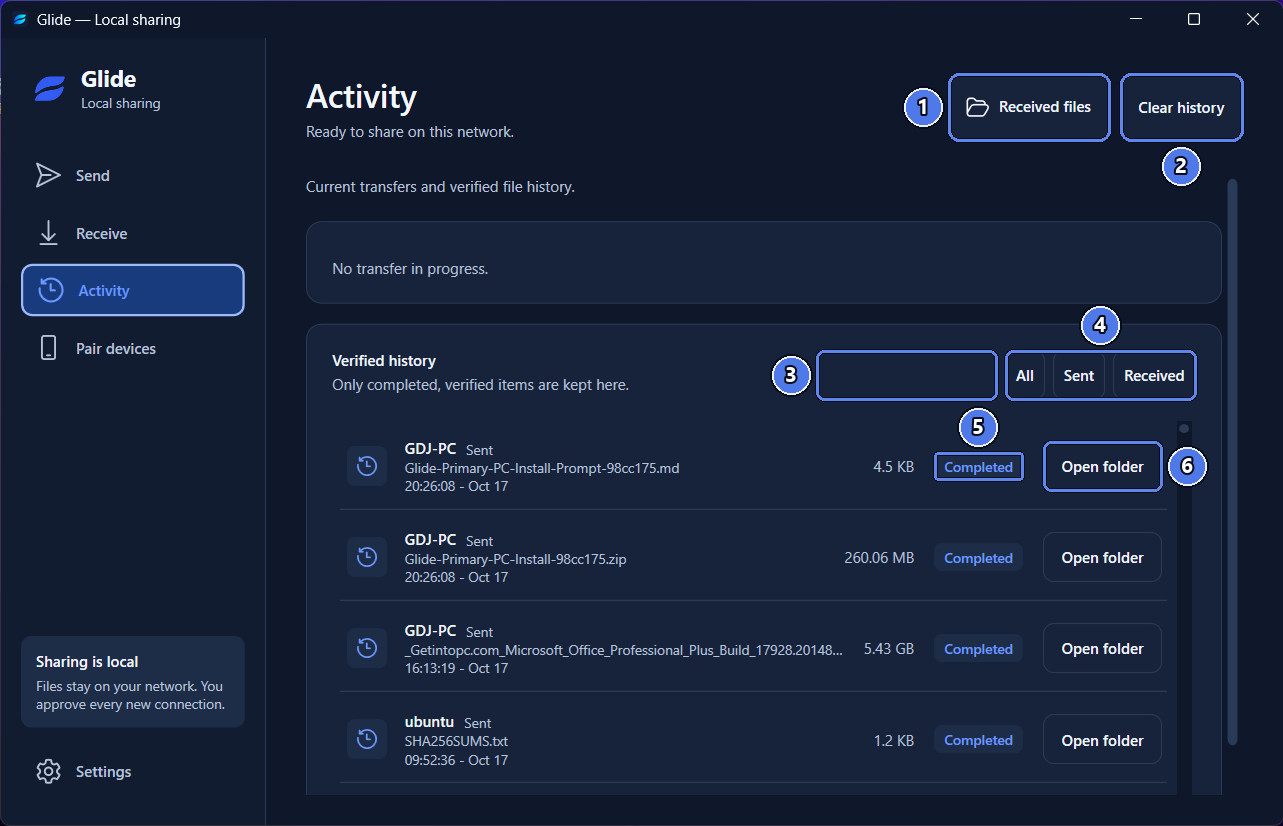 Glide — Local sharing
Glide
Local sharing
Send
Receive
Activity
Pair devices
Sharing is local
Files stay on your network. You
approve every new connection.
Settings
Activity
Ready to share on this network.
1
Received files
Clear history
2
Current transfers and verified file history.
No transfer in progress.
Verified history
Only completed, verified items are kept here.
3
4
All Sent Received
5
GDJ-PC Sent
Glide-Primary-PC-Install-Prompt-98cc175.md
20:26:08 - Oct 17
4.5 KB Completed Open folder
6
GDJ-PC Sent
Glide-Primary-PC-Install-98cc175.zip
20:26:08 - Oct 17
260.06 MB Completed Open folder
GDJ-PC Sent
_Getintopc.com_Microsoft_Office_Professional_Plus_Build_17928.20148...
16:13:19 - Oct 17
5.43 GB Completed Open folder
ubuntu Sent
SHA256SUMS.txt
09:52:36 - Oct 17
1.2 KB Completed Open folder